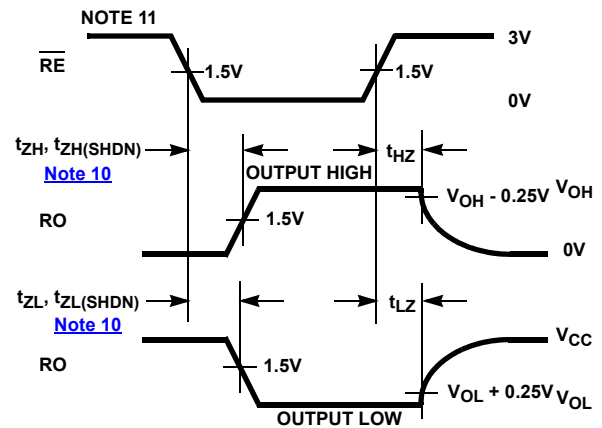 NOTE 11
3V
RE
1.5V
1.5V
0V
tZH, tZH(SHDN)
Note 10
tHZ
OUTPUT HIGH
VOH - 0.25V
VOH
RO
1.5V
0V
tZL, tZL(SHDN)
Note 10
tLZ
VCC
RO
1.5V
VOL + 0.25V
VOL
OUTPUT LOW